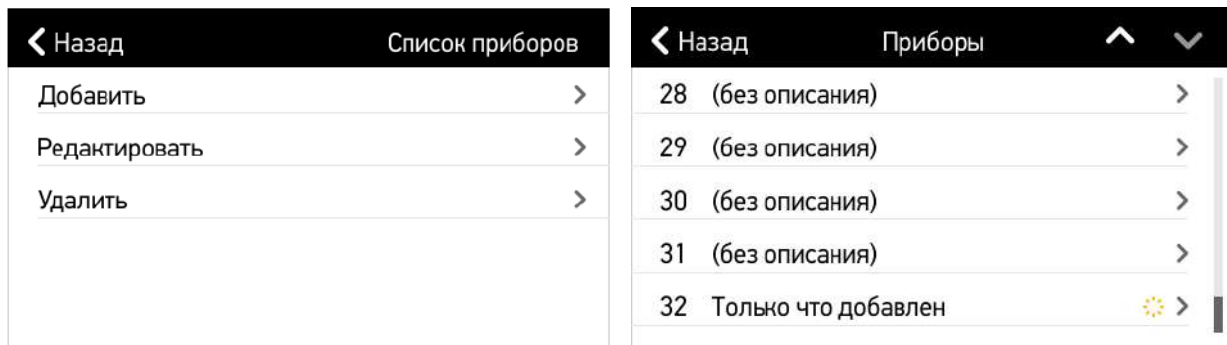 Назад Список приборов
Добавить
Редактировать
Удалить
Назад Приборы
28 (без описания)
29 (без описания)
30 (без описания)
31 (без описания)
32 Только что добавлен